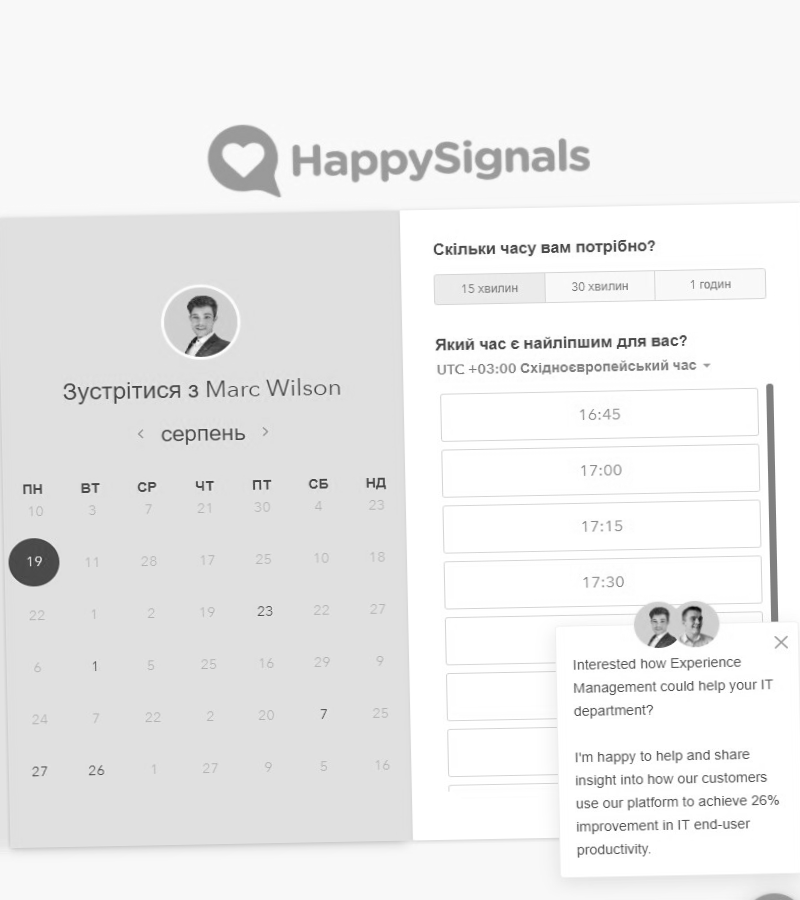 HappySignals
Зустрітися з Marc Wilson
серпень
ПН ВТ СР ЧТ ПТ СБ НД
10 3 7 21 30 4 23
19 11 28 17 25 10 18
22 1 2 19 23 22 27
6 1 5 25 16 29 9
24 7 22 2 20 7 25
27 26 1 27 9 5 16
Скільки часу вам потрібно?
15 хвилин 30 хвилин 1 годин
Який час є найліпшим для вас?
UTC +03:00 Східноєвропейський час
16:45
17:00
17:15
17:30
Interested how Experience
Management could help your IT
department?
I'm happy to help and share
insight into how our customers
use our platform to achieve 26%
improvement in IT end-user
productivity.